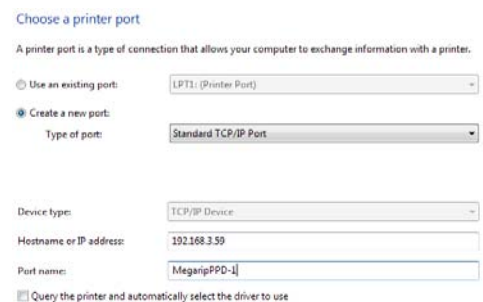 Choose a printer port
A printer port is a type of connection that allows your computer to exchange information with a printer.
Use an existing port: LPT1: (Printer Port)
Create a new port:
Type of port: Standard TCP/IP Port
Device type: TCP/IP Device
Hostname or IP address: 192.168.3.59
Port name: MegaripPPD-1
Query the printer and automatically select the driver to use